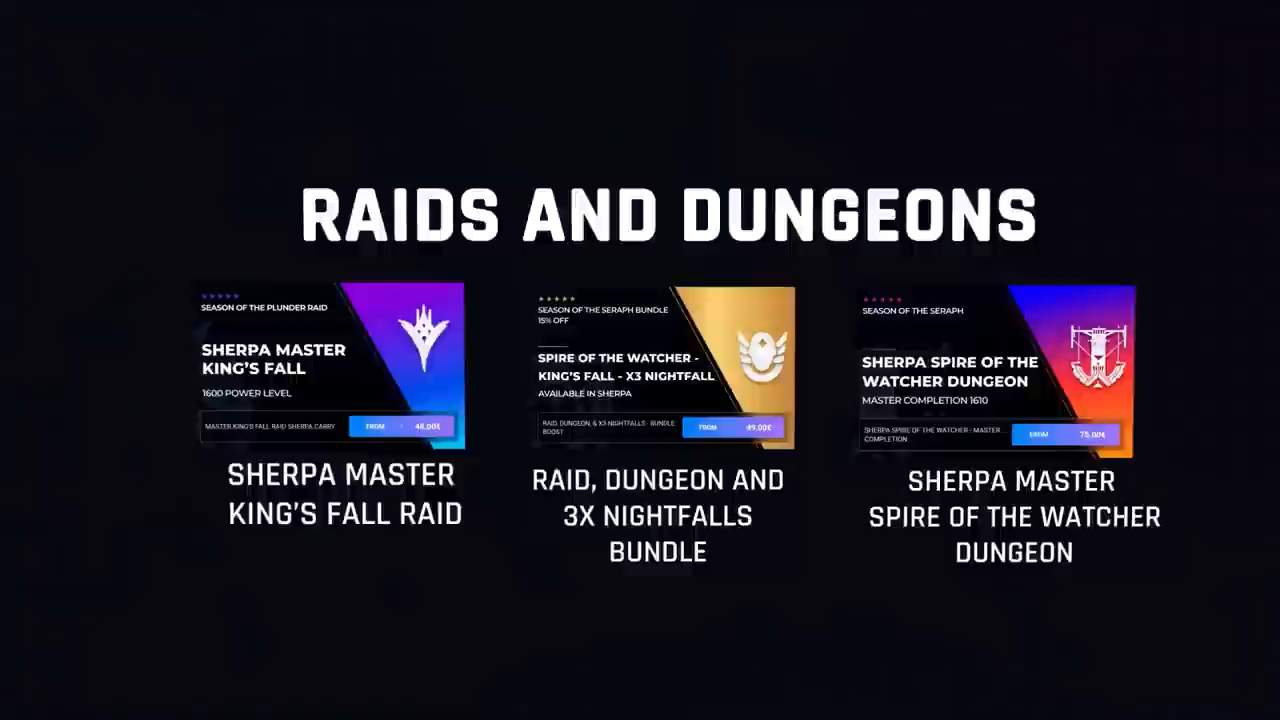 RAIDS AND DUNGEONS
SEASON OF THE PLUNDER RAID
SHERPA MASTER
KING'S FALL
1600 POWER LEVEL
MASTER KING'S FALL RAID SHERPA CARRY
FROM 48.00€
SHERPA MASTER
KING'S FALL RAID
SEASON OF THE SERAPH BUNDLE
15% OFF
SPIRE OF THE WATCHER -
KING'S FALL - X3 NIGHTFALL
AVAILABLE IN SHERPA
RAID, DUNGEON, & X3 NIGHTFALLS - BUNDLE
BOOST
FROM 49.00€
RAID, DUNGEON AND
3X NIGHTFALLS
BUNDLE
SEASON OF THE SERAPH
SHERPA SPIRE OF THE
WATCHER DUNGEON
MASTER COMPLETION 1610
SHERPA SPIRE OF THE WATCHER - MASTER
COMPLETION
FROM 75.00€
SHERPA MASTER
SPIRE OF THE WATCHER
DUNGEON